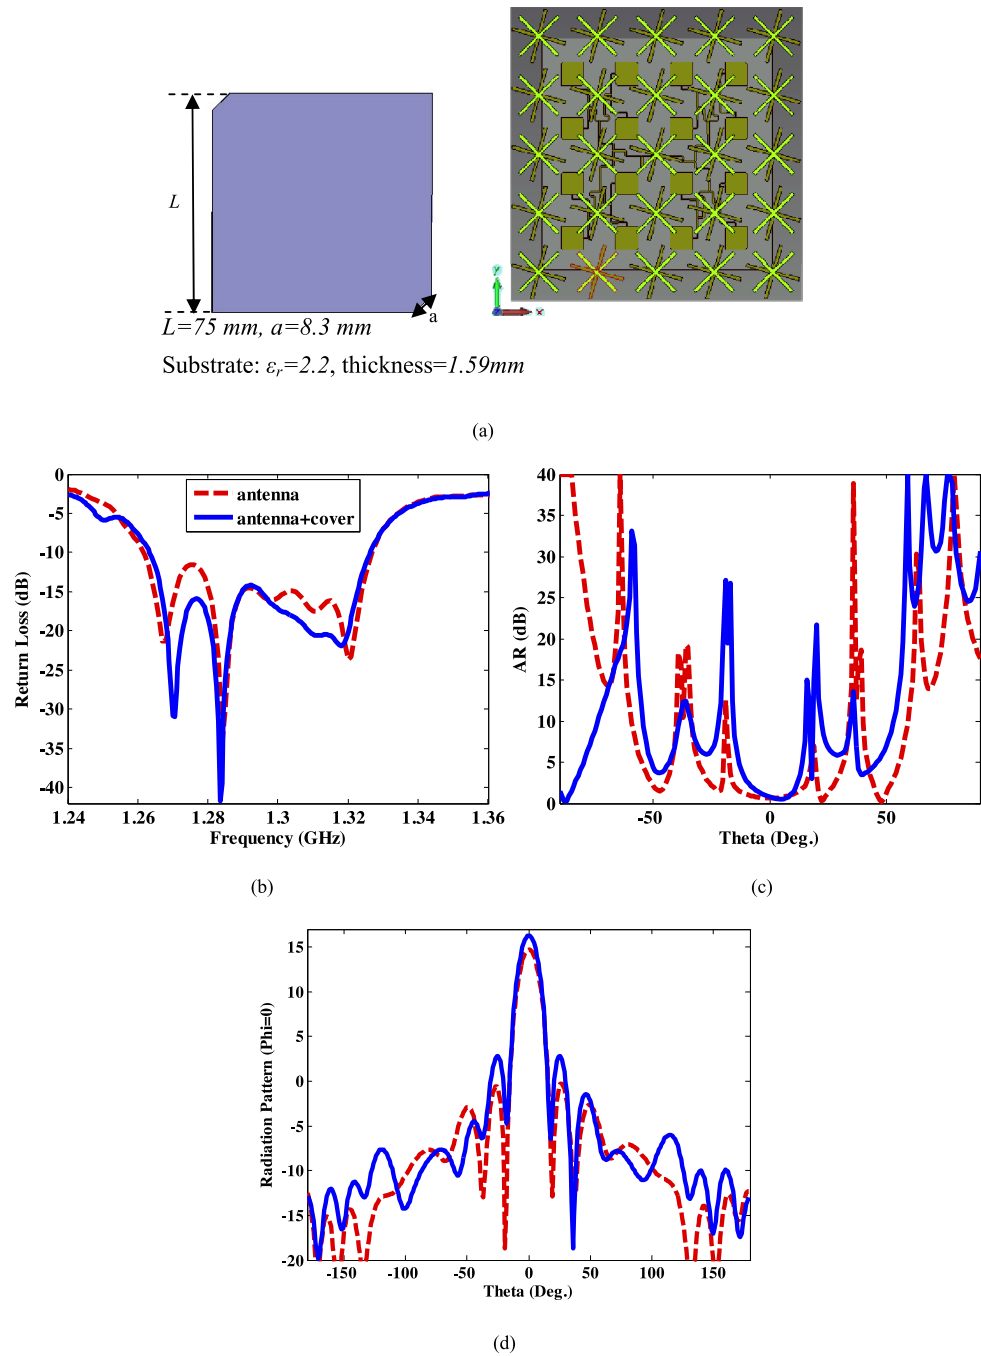 L
a
L=75 mm, a=8.3 mm
Substrate: εr=2.2, thickness=1.59mm
Y
X
(a)
0
-5
-10
-15
-20
-25
-30
-35
-40
Return Loss (dB)
antenna
antenna+cover
1.24
1.26
1.28
1.3
1.32
1.34
1.36
Frequency (GHz)
(b)
40
35
30
25
20
15
10
5
0
AR (dB)
-50
0
50
Theta (Deg.)
(c)
15
10
5
0
-5
-10
-15
-20
Radiation Pattern (Phi=0)
-150
-100
-50
0
50
100
150
Theta (Deg.)
(d)